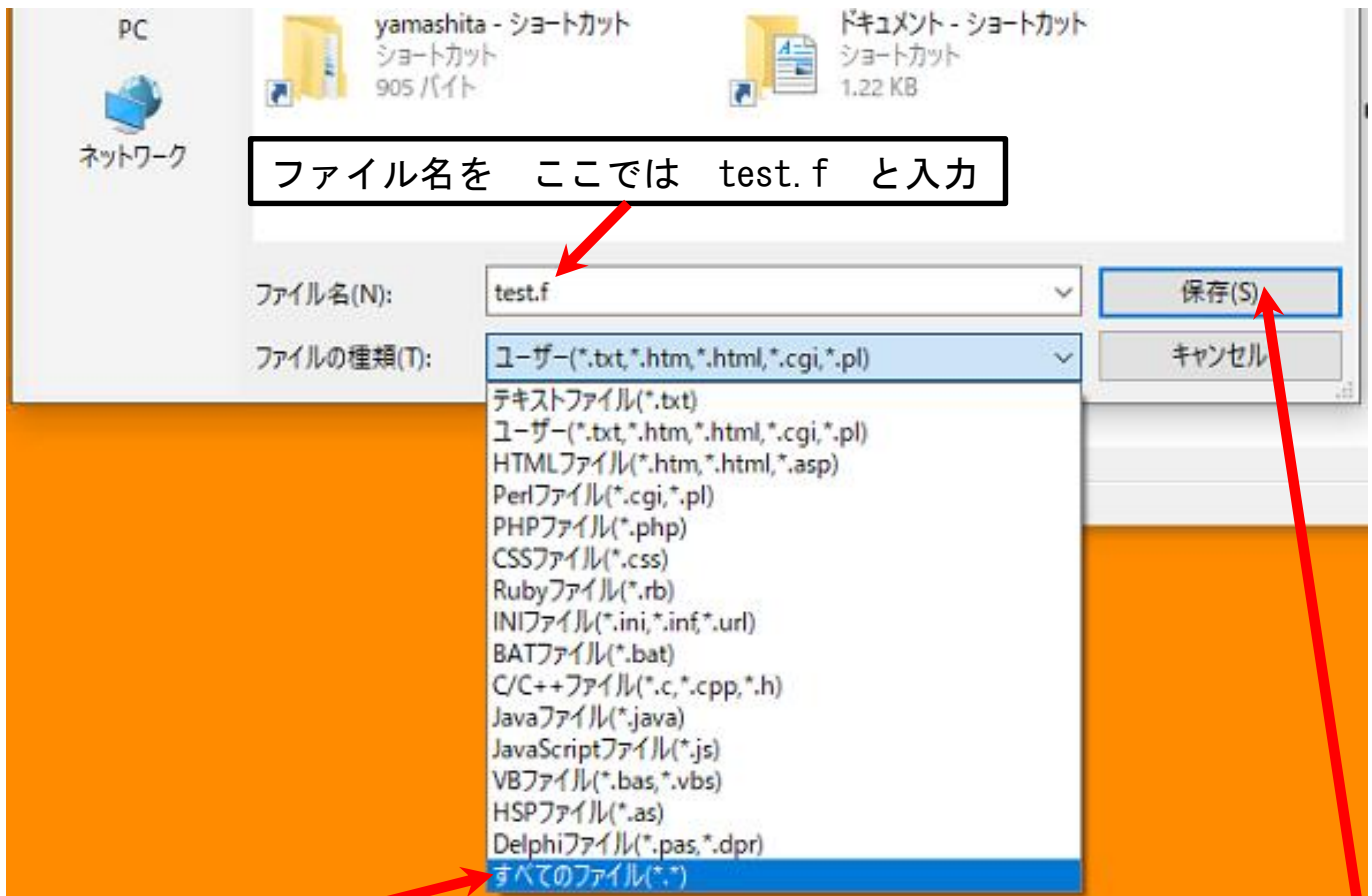 PC
yamashita - ショートカット
ショートカット
905 バイト
ドキュメント - ショートカット
ショートカット
1.22 KB
ネットワーク
ファイル名を　ここでは　test.f　と入力
ファイル名(N):
test.f
保存(S)
ファイルの種類(T):
ユーザー(*.txt,*.htm,*.html,*.cgi,*.pl)
キャンセル
テキストファイル(*.txt)
ユーザー(*.txt,*.htm,*.html,*.cgi,*.pl)
HTMLファイル(*.htm,*.html,*.asp)
Perlファイル(*.cgi,*.pl)
PHPファイル(*.php)
CSSファイル(*.css)
Rubyファイル(*.rb)
INIファイル(*.ini,*.inf,*.url)
BATファイル(*.bat)
C/C++ファイル(*.c,*.cpp,*.h)
Javaファイル(*.java)
JavaScriptファイル(*.js)
VBファイル(*.bas,*.vbs)
HSPファイル(*.as)
Delphiファイル(*.pas,*.dpr)
すべてのファイル(*.*)